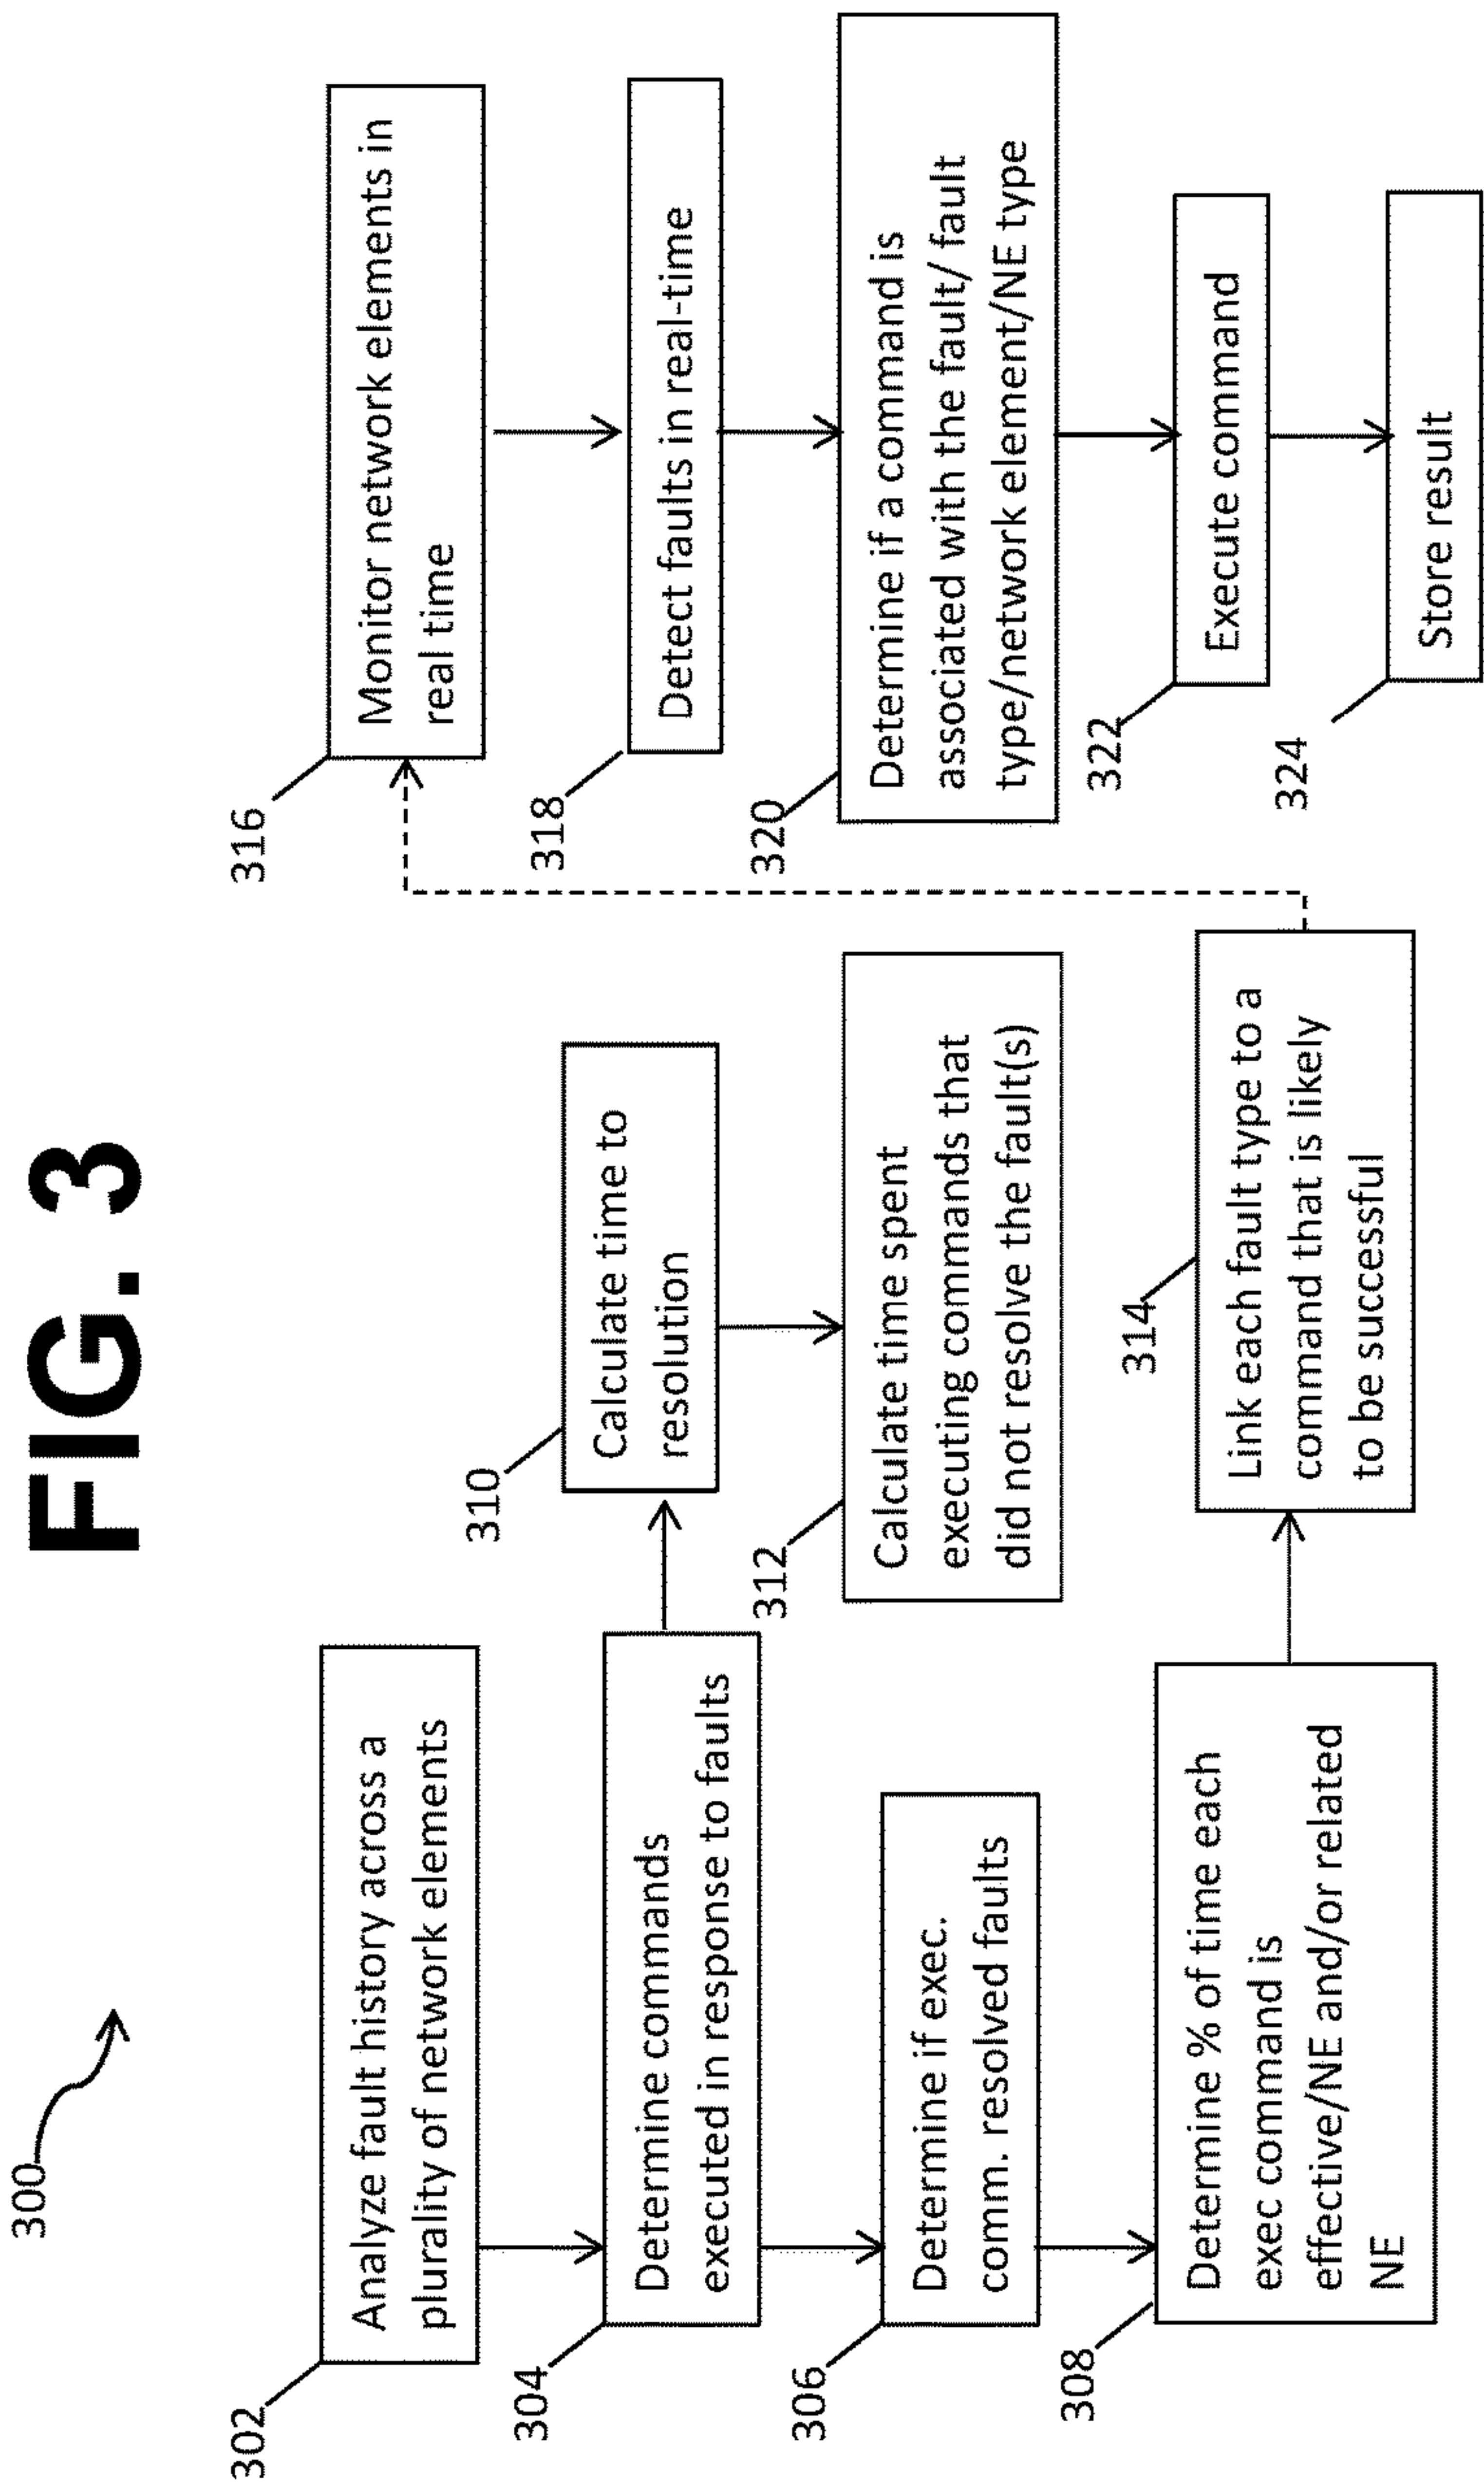 FIG. 3
300
302
Analyze fault history across a
plurality of network elements
304
Determine commands
executed in response to faults
306
Determine if exec.
comm. resolved faults
308
Determine % of time each
exec command is
effective/NE and/or related
NE
310
Calculate time to
resolution
312
Calculate time spent
executing commands that
did not resolve the fault(s)
314
Link each fault type to a
command that is likely
to be successful
316
Monitor network elements in
real time
318
Detect faults in real-time
320
Determine if a command is
associated with the fault/ fault
type/network element/NE type
322
Execute command
324
Store result